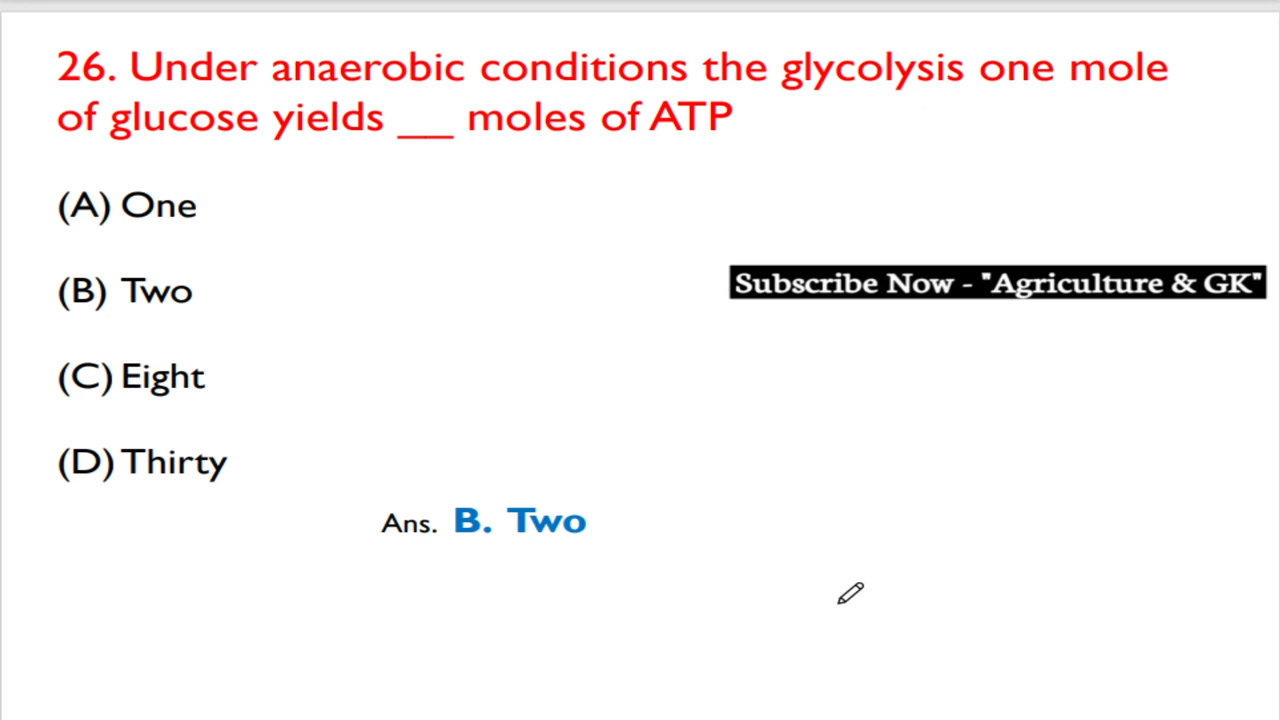 26. Under anaerobic conditions the glycolysis one mole
of glucose yields __ moles of ATP
(A) One
(B) Two
Subscribe Now - "Agriculture & GK"
(C) Eight
(D) Thirty
Ans. B. Two